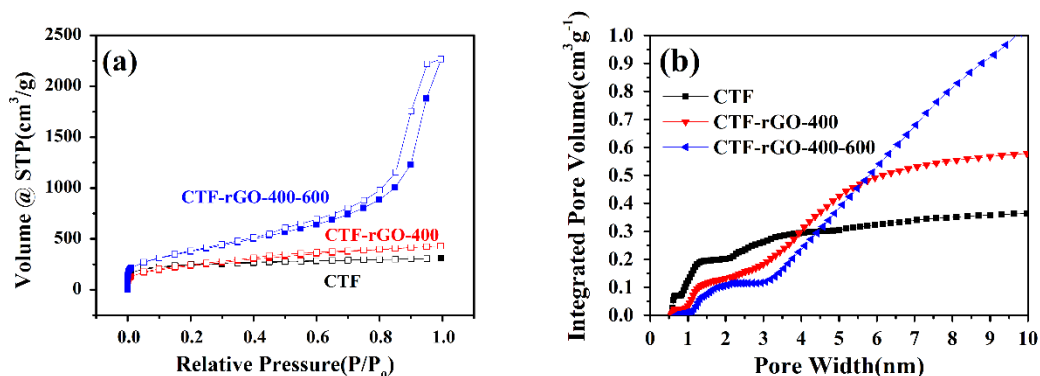 (a)
Volume @ STP(cm³/g)
2500
2000
1500
1000
500
0
CTF-rGO-400-600
CTF-rGO-400
CTF
0.0 0.2 0.4 0.6 0.8 1.0
Relative Pressure(P/P₀)
(b)
Integrated Pore Volume(cm³g⁻¹)
1.0
0.9
0.8
0.7
0.6
0.5
0.4
0.3
0.2
0.1
0.0
CTF
CTF-rGO-400
CTF-rGO-400-600
0 1 2 3 4 5 6 7 8 9 10
Pore Width(nm)